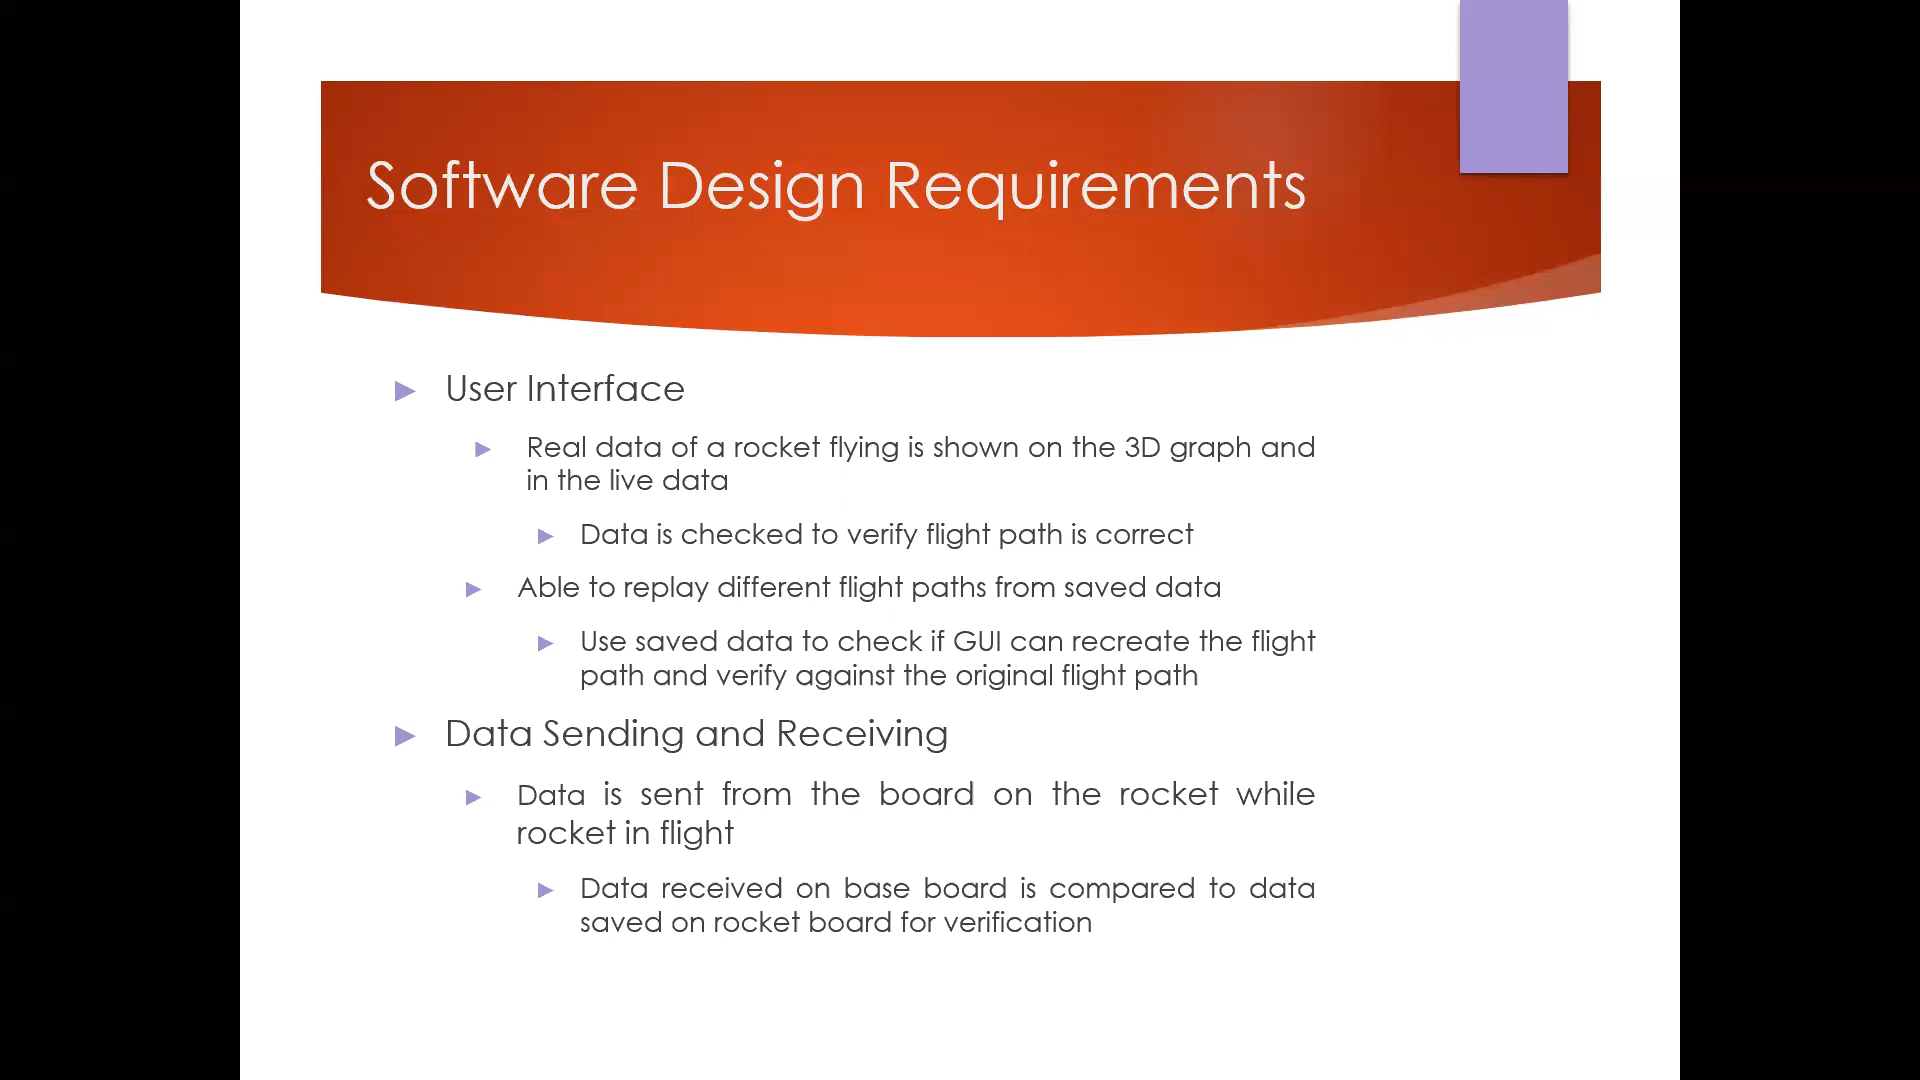 Software Design Requirements
User Interface
Real data of a rocket flying is shown on the 3D graph and
in the live data
Data is checked to verify flight path is correct
Able to replay different flight paths from saved data
Use saved data to check if GUI can recreate the flight
path and verify against the original flight path
Data Sending and Receiving
Data is sent from the board on the rocket while
rocket in flight
Data received on base board is compared to data
saved on rocket board for verification